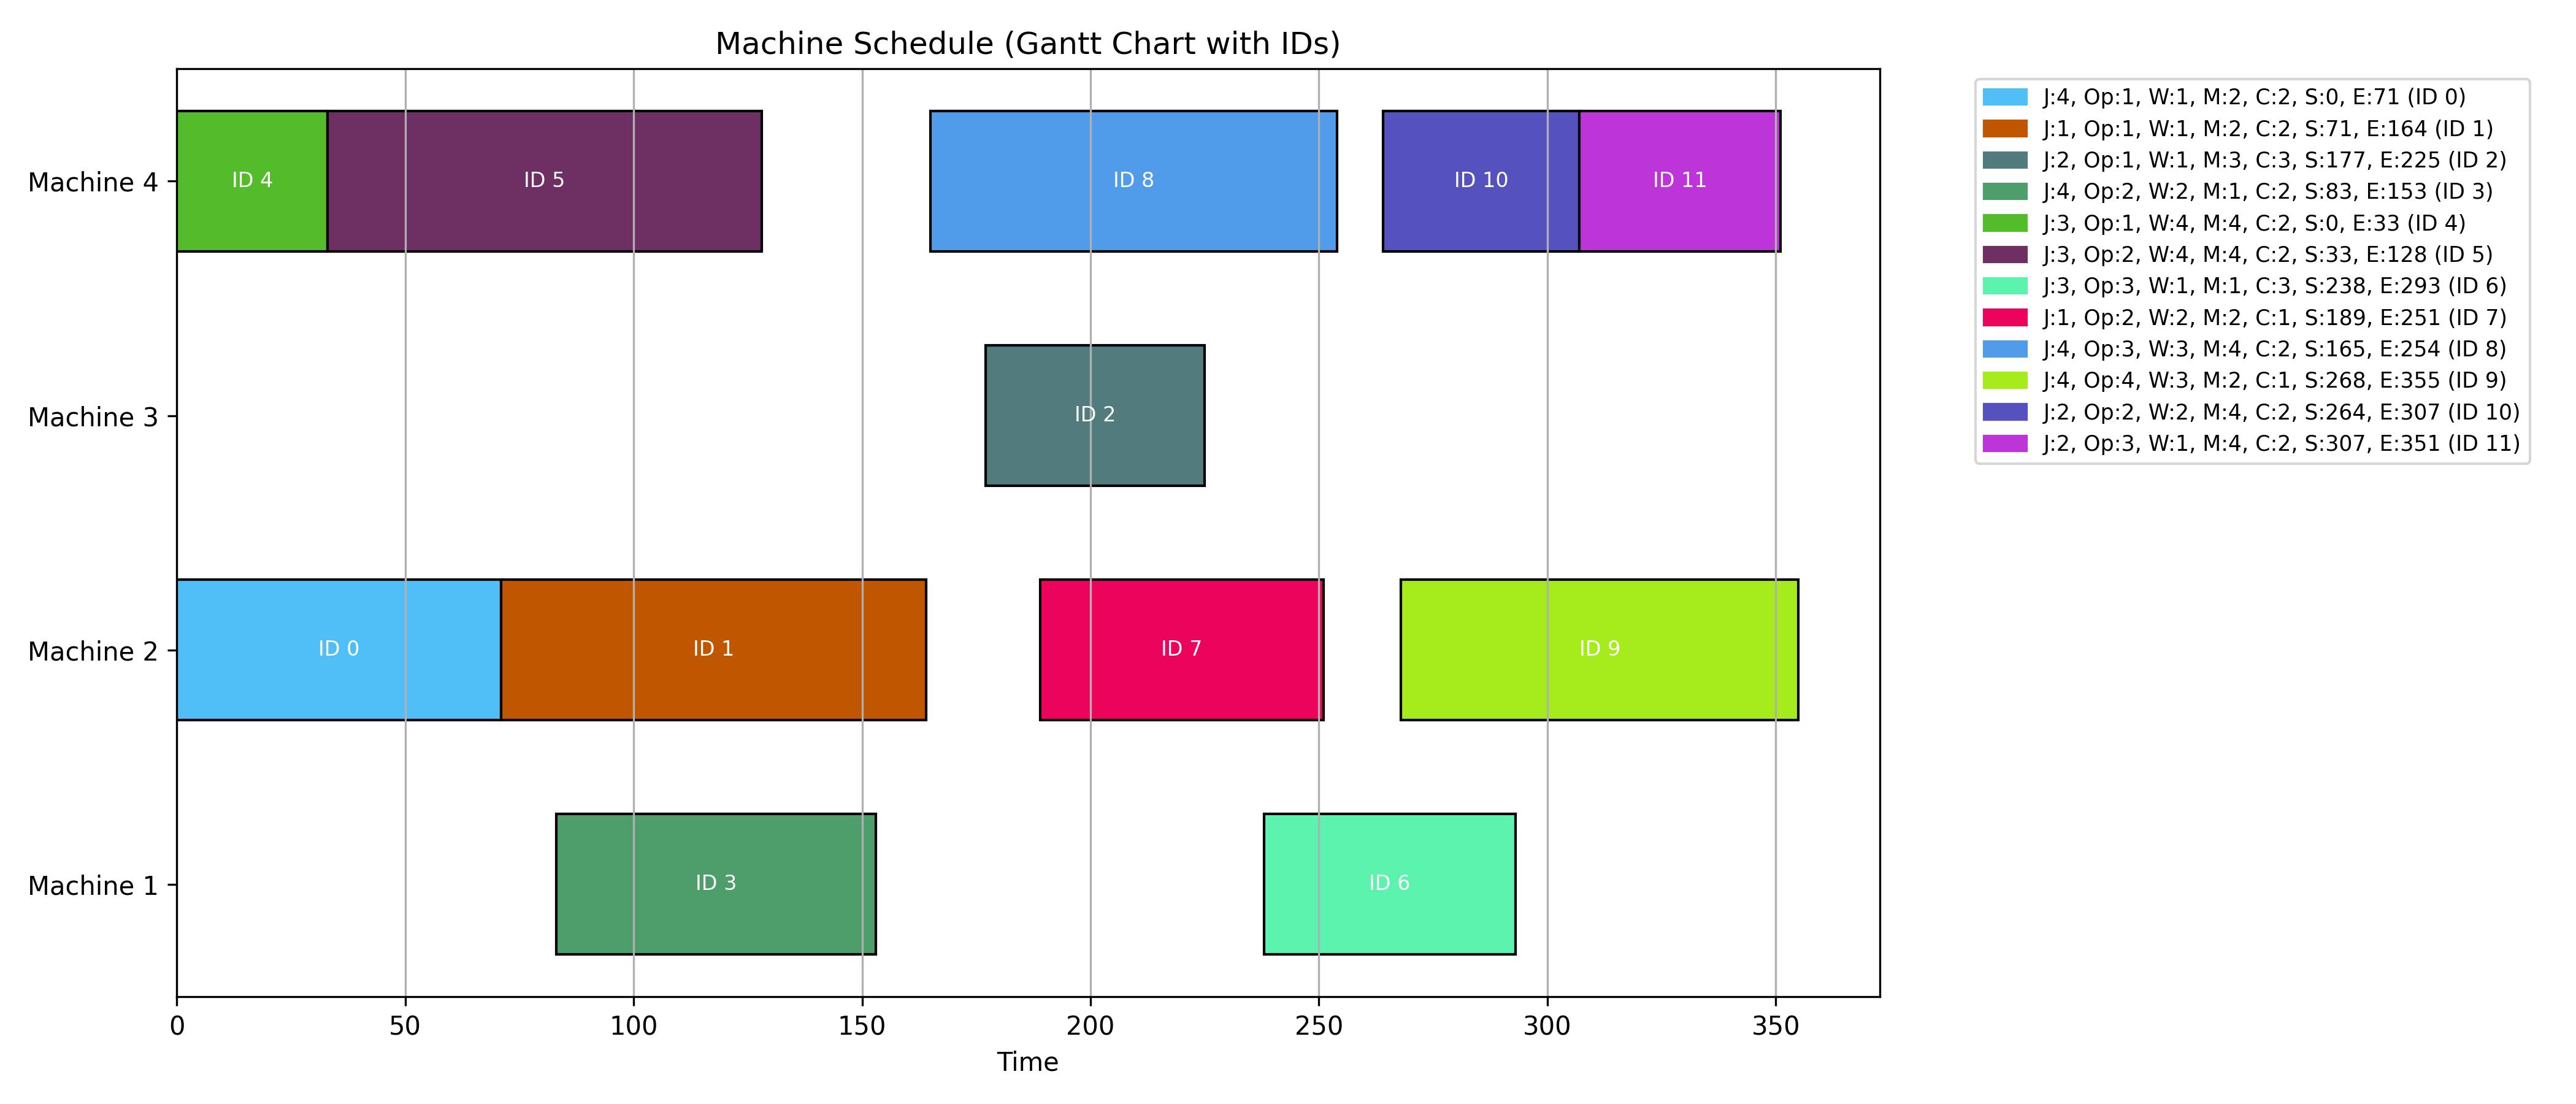 Machine Schedule (Gantt Chart with IDs)
Machine 4
Machine 3
Machine 2
Machine 1
ID 4
ID 5
ID 8
ID 10
ID 11
ID 2
ID 0
ID 1
ID 7
ID 9
ID 3
ID 6
0 50 100 150 200 250 300 350
Time
J:4, Op:1, W:1, M:2, C:2, S:0, E:71 (ID 0)
J:1, Op:1, W:1, M:2, C:2, S:71, E:164 (ID 1)
J:2, Op:1, W:1, M:3, C:3, S:177, E:225 (ID 2)
J:4, Op:2, W:2, M:1, C:2, S:83, E:153 (ID 3)
J:3, Op:1, W:4, M:4, C:2, S:0, E:33 (ID 4)
J:3, Op:2, W:4, M:4, C:2, S:33, E:128 (ID 5)
J:3, Op:3, W:1, M:1, C:3, S:238, E:293 (ID 6)
J:1, Op:2, W:2, M:2, C:1, S:189, E:251 (ID 7)
J:4, Op:3, W:3, M:4, C:2, S:165, E:254 (ID 8)
J:4, Op:4, W:3, M:2, C:1, S:268, E:355 (ID 9)
J:2, Op:2, W:2, M:4, C:2, S:264, E:307 (ID 10)
J:2, Op:3, W:1, M:4, C:2, S:307, E:351 (ID 11)